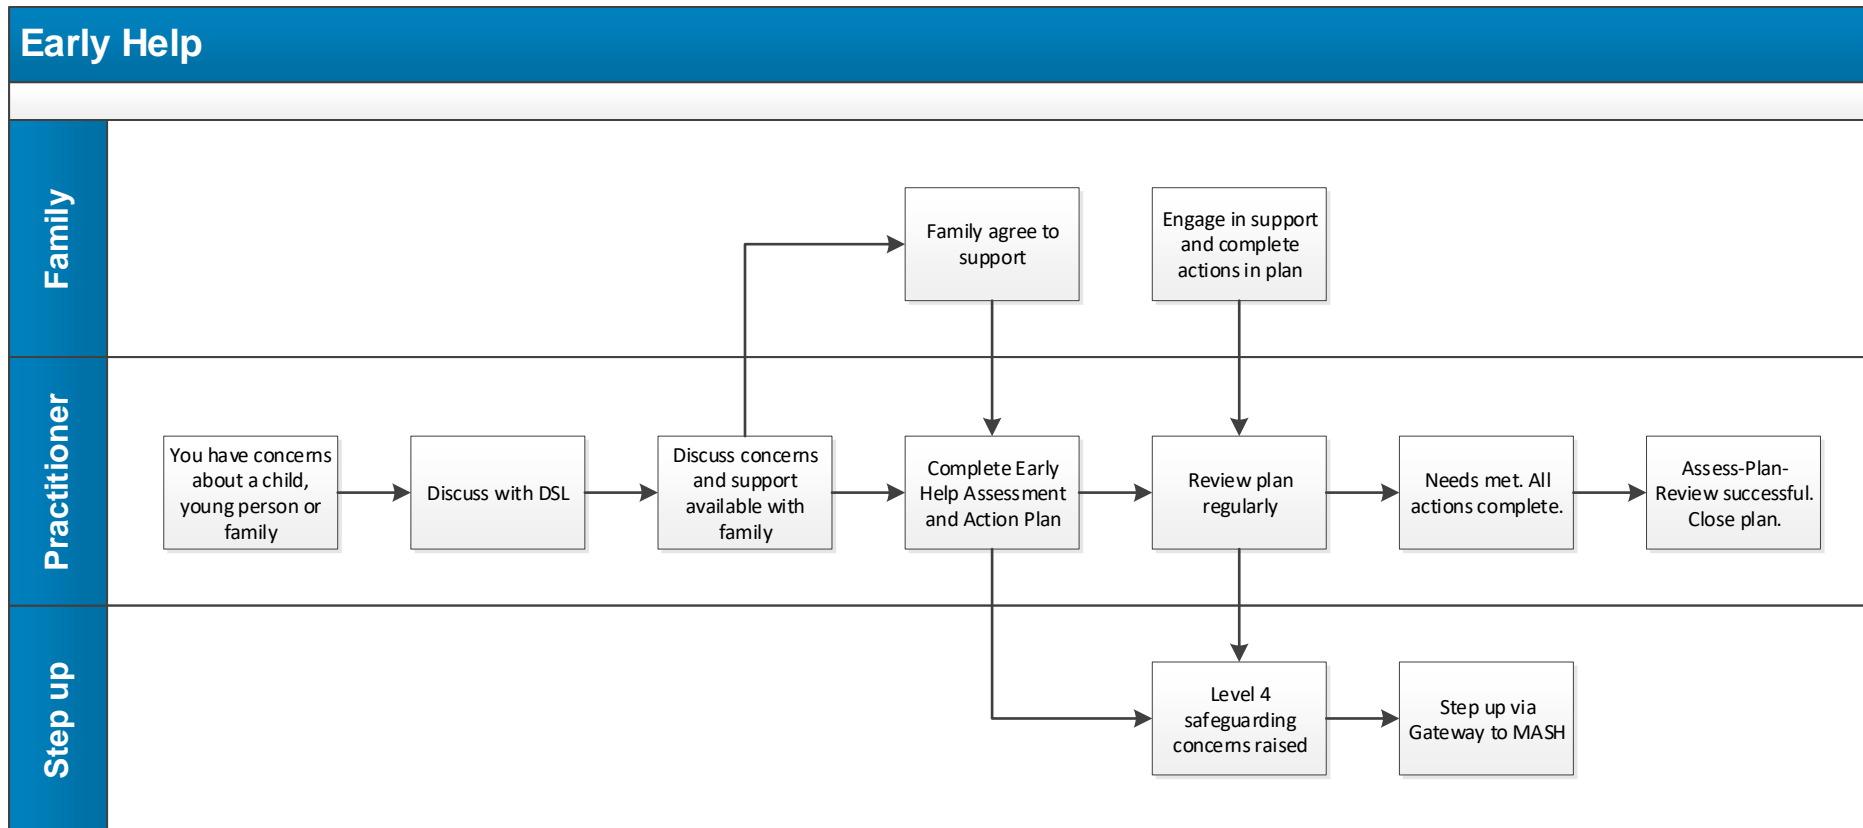 Early Help
Family
Family agree to
support
Engage in support
and complete
actions in plan
Practitioner
You have concerns
about a child,
young person or
family
Discuss with DSL
Discuss concerns
and support
available with
family
Complete Early
Help Assessment
and Action Plan
Review plan
regularly
Needs met. All
actions complete.
Assess-Plan-
Review successful.
Close plan.
Step up
Level 4
safeguarding
concerns raised
Step up via
Gateway to MASH